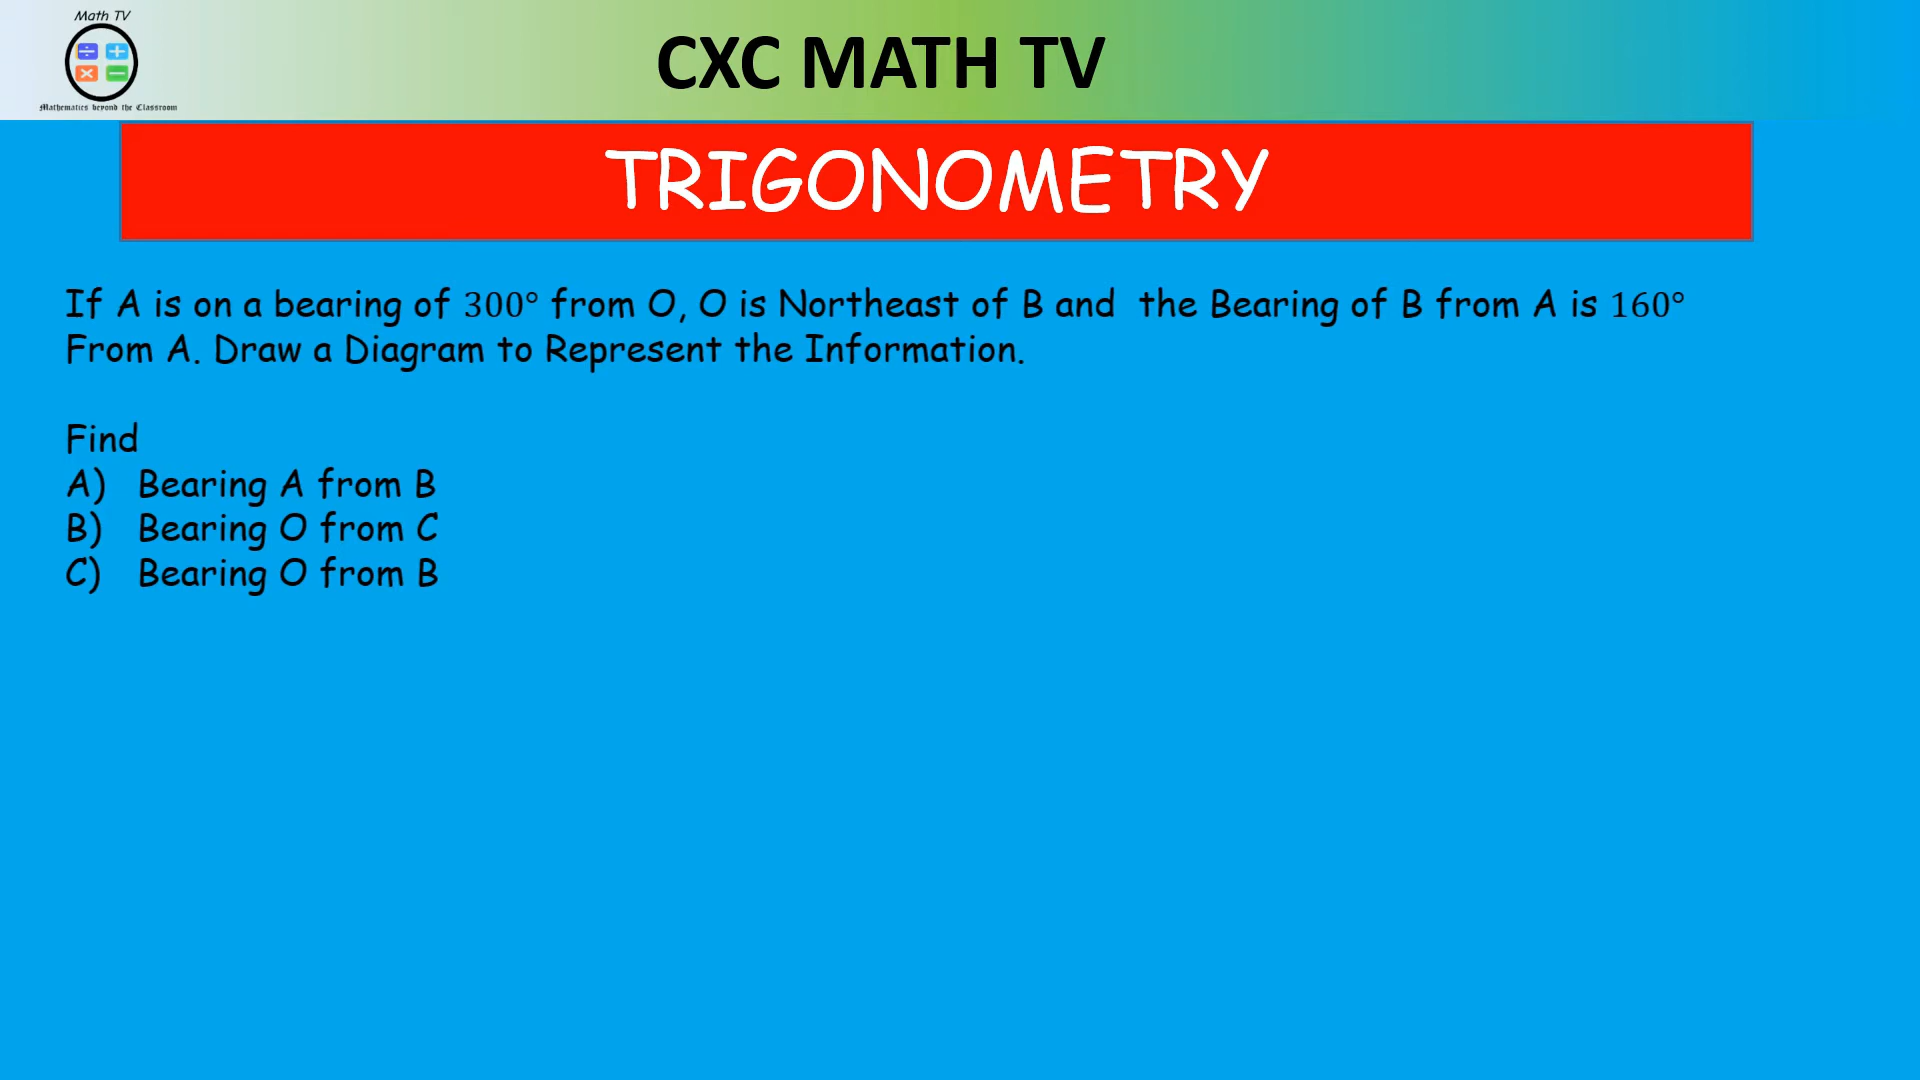 Math TV
Mathematics beyond the Classroom
CXC MATH TV
TRIGONOMETRY
If A is on a bearing of 300° from O, O is Northeast of B and the Bearing of B from A is 160°
From A. Draw a Diagram to Represent the Information.
Find
A) Bearing A from B
B) Bearing O from C
C) Bearing O from B